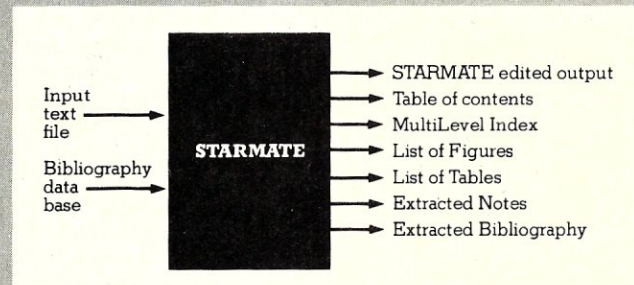 Input
text
file
Bibliography
data
base
STARMATE
STARMATE edited output
Table of contents
MultiLevel Index
List of Figures
List of Tables
Extracted Notes
Extracted Bibliography